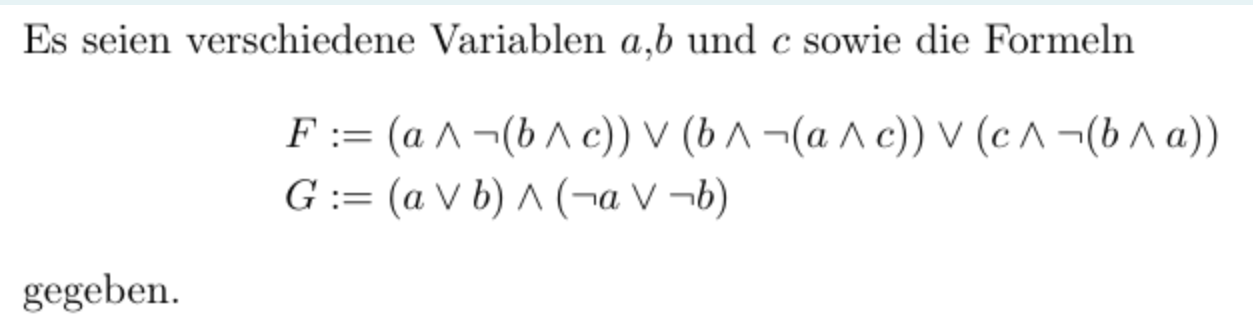 Es seien verschiedene Variablen a,b und c sowie die Formeln
F := (a ∧ ¬(b ∧ c)) ∨ (b ∧ ¬(a ∧ c)) ∨ (c ∧ ¬(b ∧ a))
G := (a ∨ b) ∧ (¬a ∨ ¬b)
gegeben.